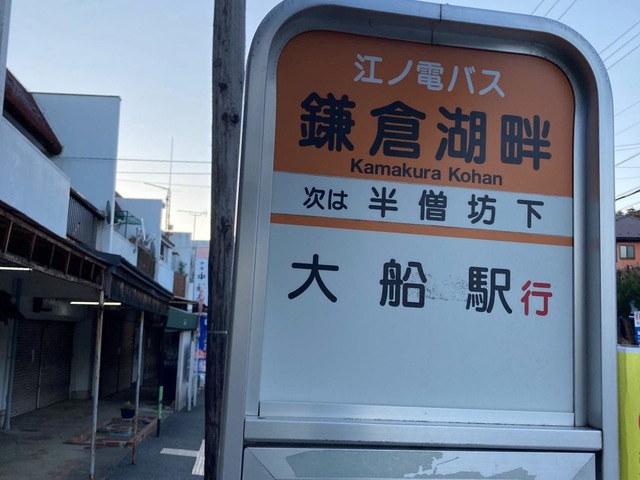 江ノ電バス
鎌倉湖畔
Kamakura Kohan
次は 半僧坊下
大船駅行